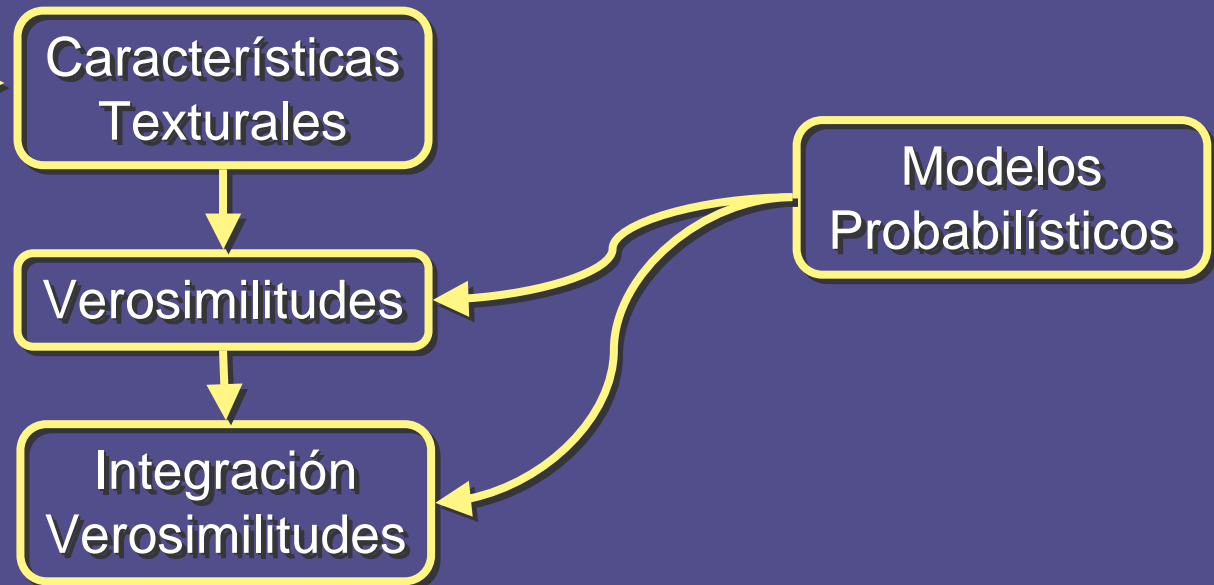 Características
Texturales
Modelos
Probabilísticos
Verosimilitudes
Integración
Verosimilitudes